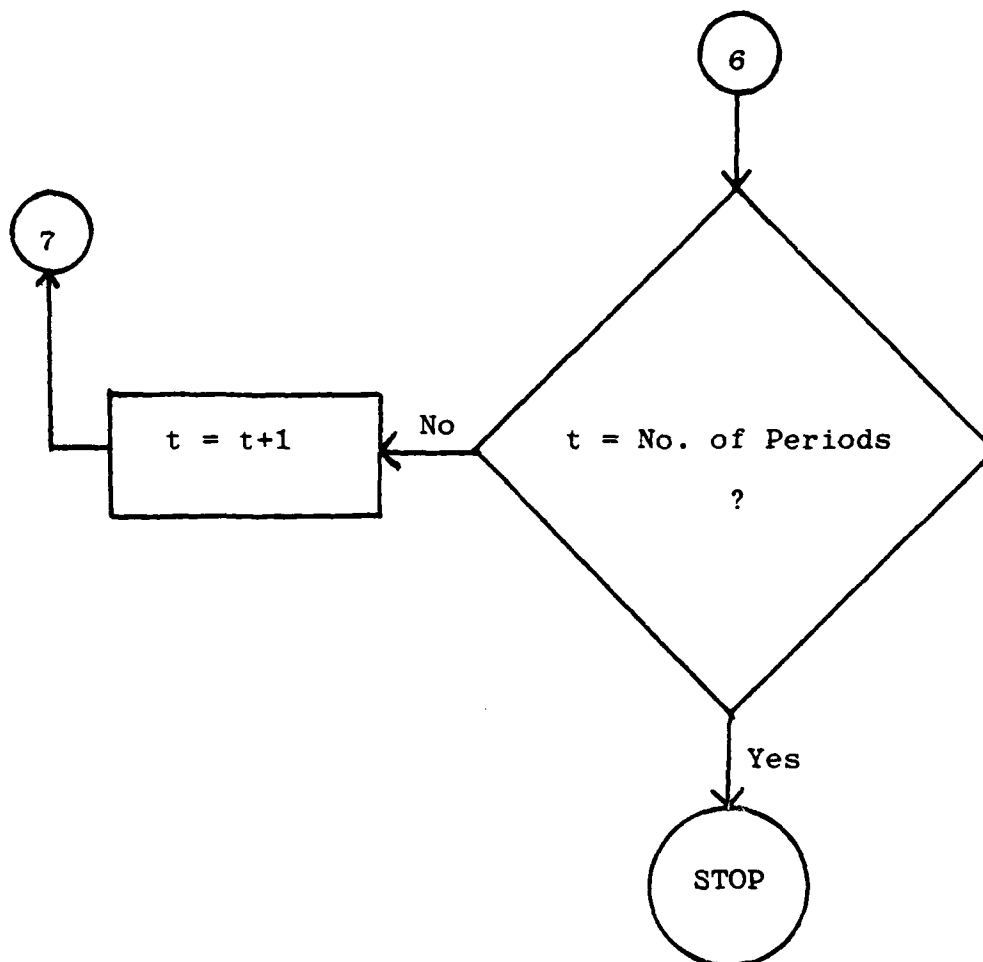 6
7
t = t+1
No
t = No. of Periods
?
Yes
STOP